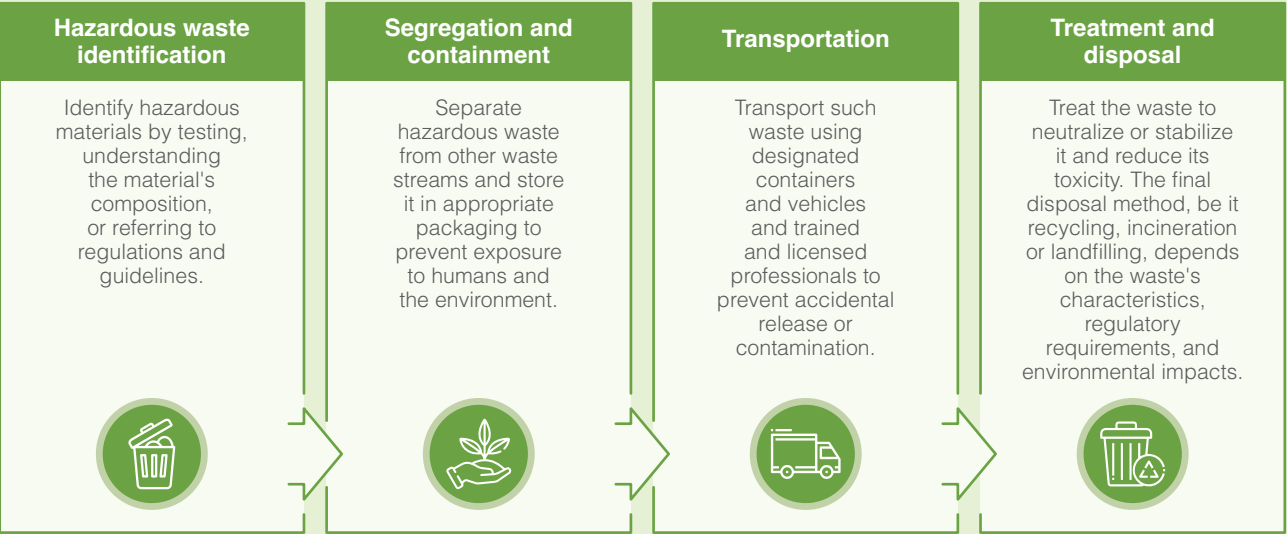 Hazardous waste
identification
Identify hazardous
materials by testing,
understanding
the material's
composition,
or referring to
regulations and
guidelines.
Segregation and
containment
Separate
hazardous waste
from other waste
streams and store
it in appropriate
packaging to
prevent exposure
to humans and
the environment.
Transportation
Transport such
waste using
designated
containers
and vehicles
and trained
and licensed
professionals to
prevent accidental
release or
contamination.
Treatment and
disposal
Treat the waste to
neutralize or stabilize
it and reduce its
toxicity. The final
disposal method, be it
recycling, incineration
or landfilling, depends
on the waste's
characteristics,
regulatory
requirements, and
environmental impacts.